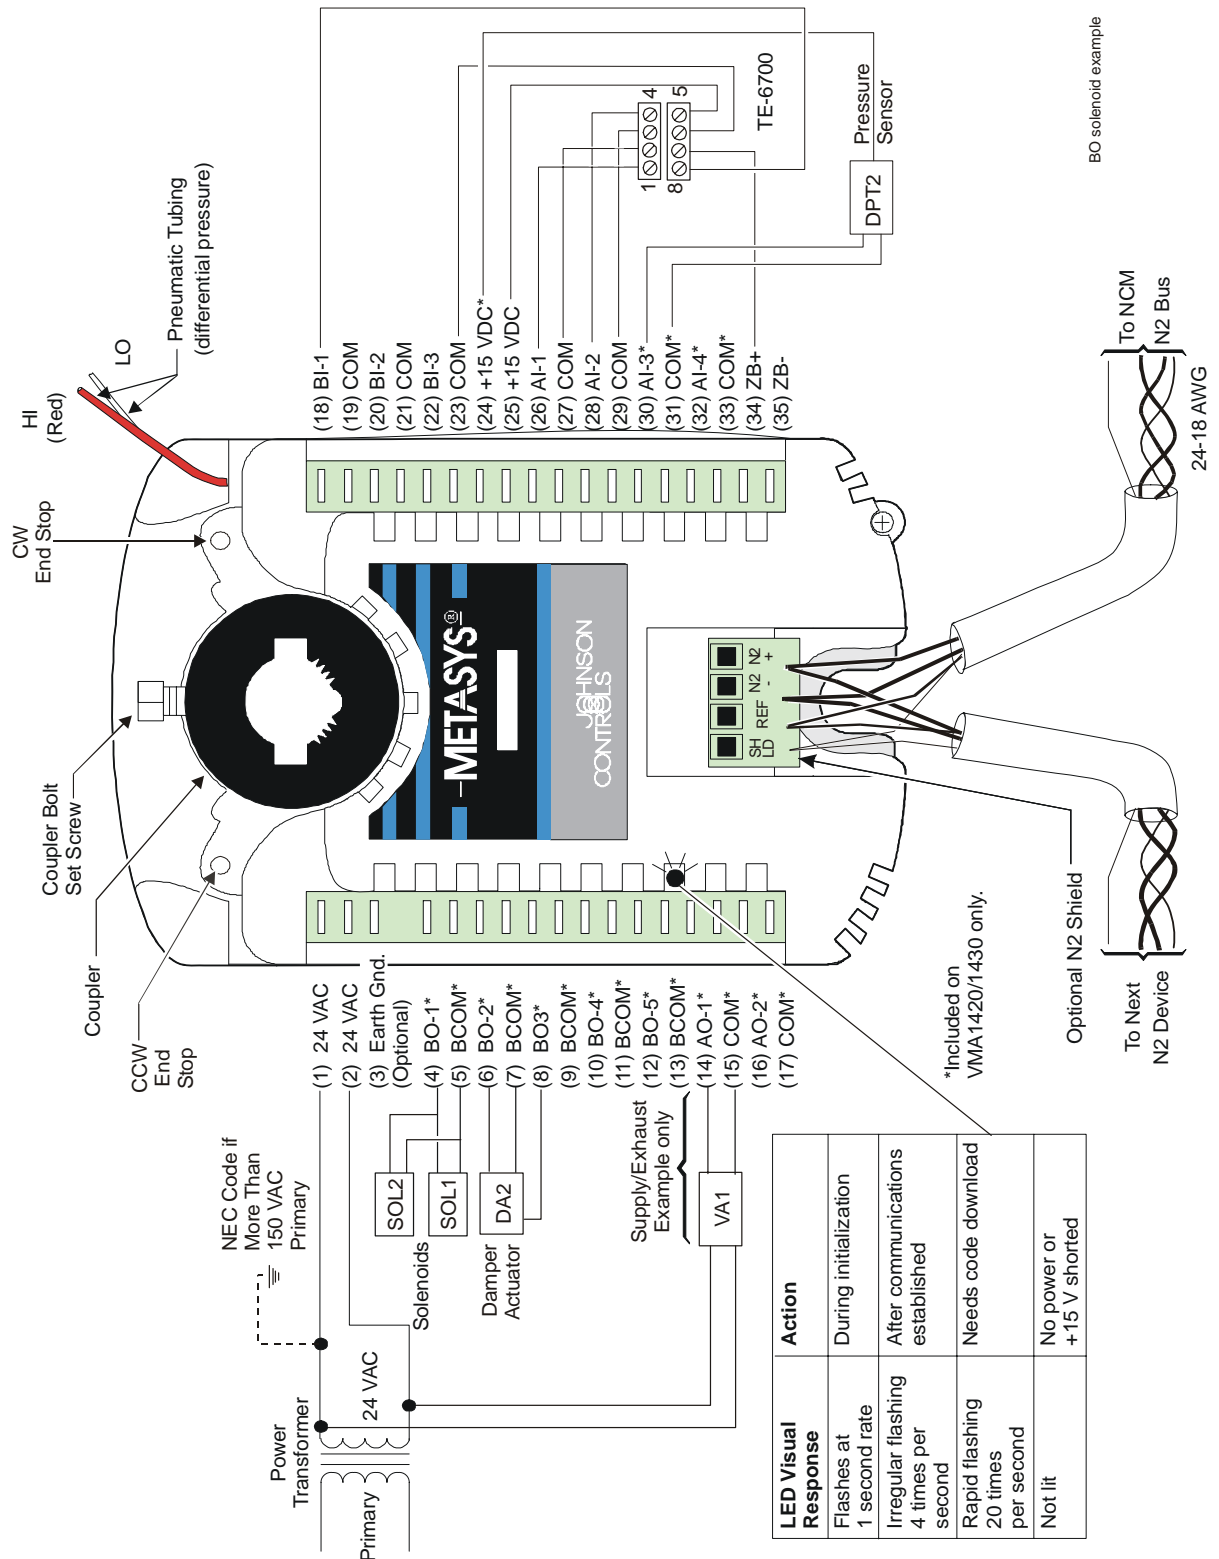 HI
(Red)
LO
Pneumatic Tubing
(differential pressure)
CW
End Stop
Coupler Bolt
Set Screw
Coupler
CCW
End
Stop
METASYS®
JOHNSON
CONTROLS
(1) 24 VAC
(2) 24 VAC
(3) Earth Gnd.
(Optional)
(4) BO-1*
(5) BCOM*
(6) BO-2*
(7) BCOM*
(8) BO3*
(9) BCOM*
(10) BO-4*
(11) BCOM*
(12) BO-5*
(13) BCOM*
(14) AO-1*
(15) COM*
(16) AO-2*
(17) COM*
(18) BI-1
(19) COM
(20) BI-2
(21) COM
(22) BI-3
(23) COM
(24) +15 VDC*
(25) +15 VDC
(26) AI-1
(27) COM
(28) AI-2
(29) COM
(30) AI-3*
(31) COM*
(32) AI-4*
(33) COM*
(34) ZB+
(35) ZB-
1
4
8
5
TE-6700
DPT2
Pressure
Sensor
NEC Code if
More Than
150 VAC
Primary
Power
Transformer
24 VAC
Primary
SOL2
SOL1
Solenoids
DA2
Damper
Actuator
Supply/Exhaust
Example only
VA1
SH
LD
REF
N2
-
N2
+
*Included on
VMA1420/1430 only.
Optional N2 Shield
To Next
N2 Device
To NCM
N2 Bus
24-18 AWG
LED Visual
Response
Action
Flashes at
1 second rate
During initialization
Irregular flashing
4 times per
second
After communications
established
Rapid flashing
20 times
per second
Needs code download
Not lit
No power or
+15 V shorted
BO solenoid example